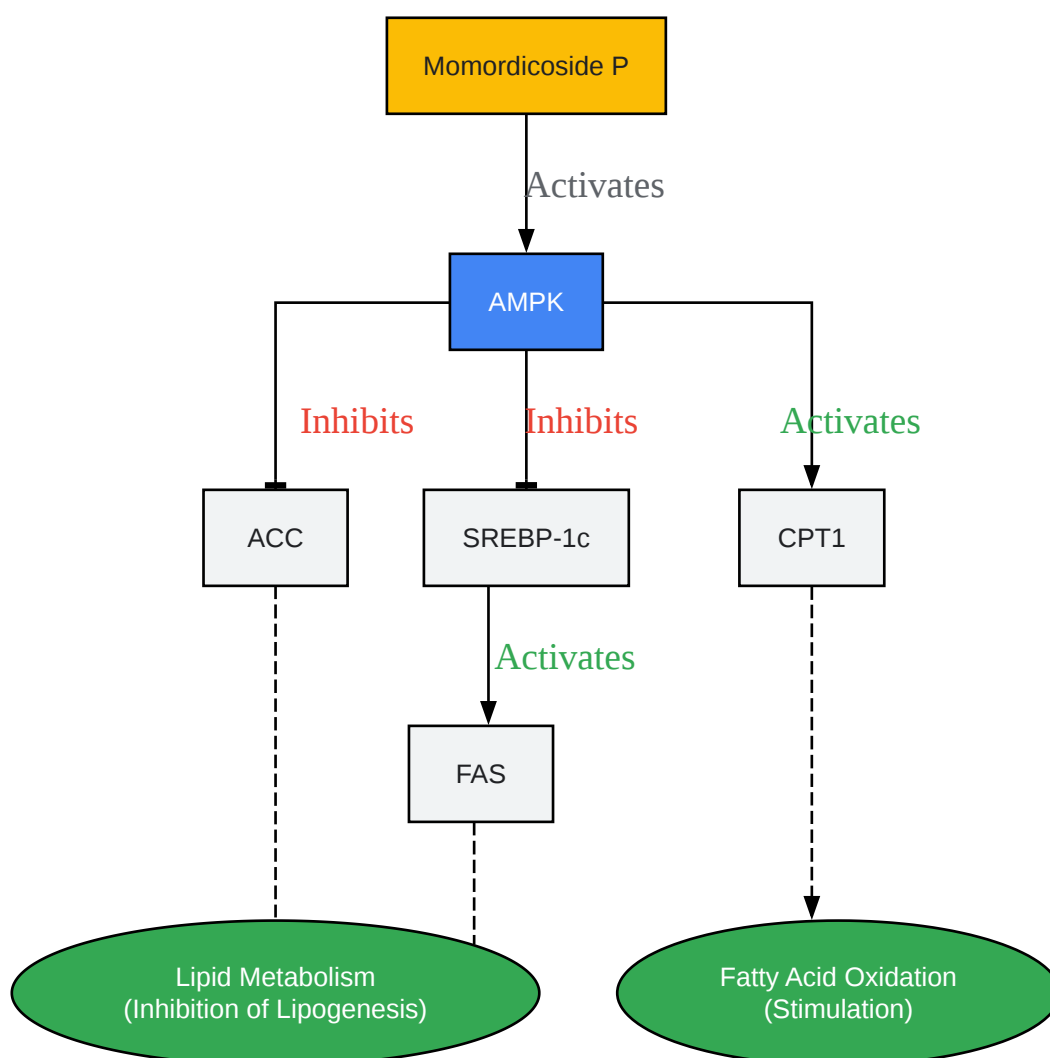 Momordicoside P
Activates
AMPK
Inhibits
Inhibits
Activates
ACC
SREBP-1c
CPT1
Activates
FAS
Lipid Metabolism
(Inhibition of Lipogenesis)
Fatty Acid Oxidation
(Stimulation)